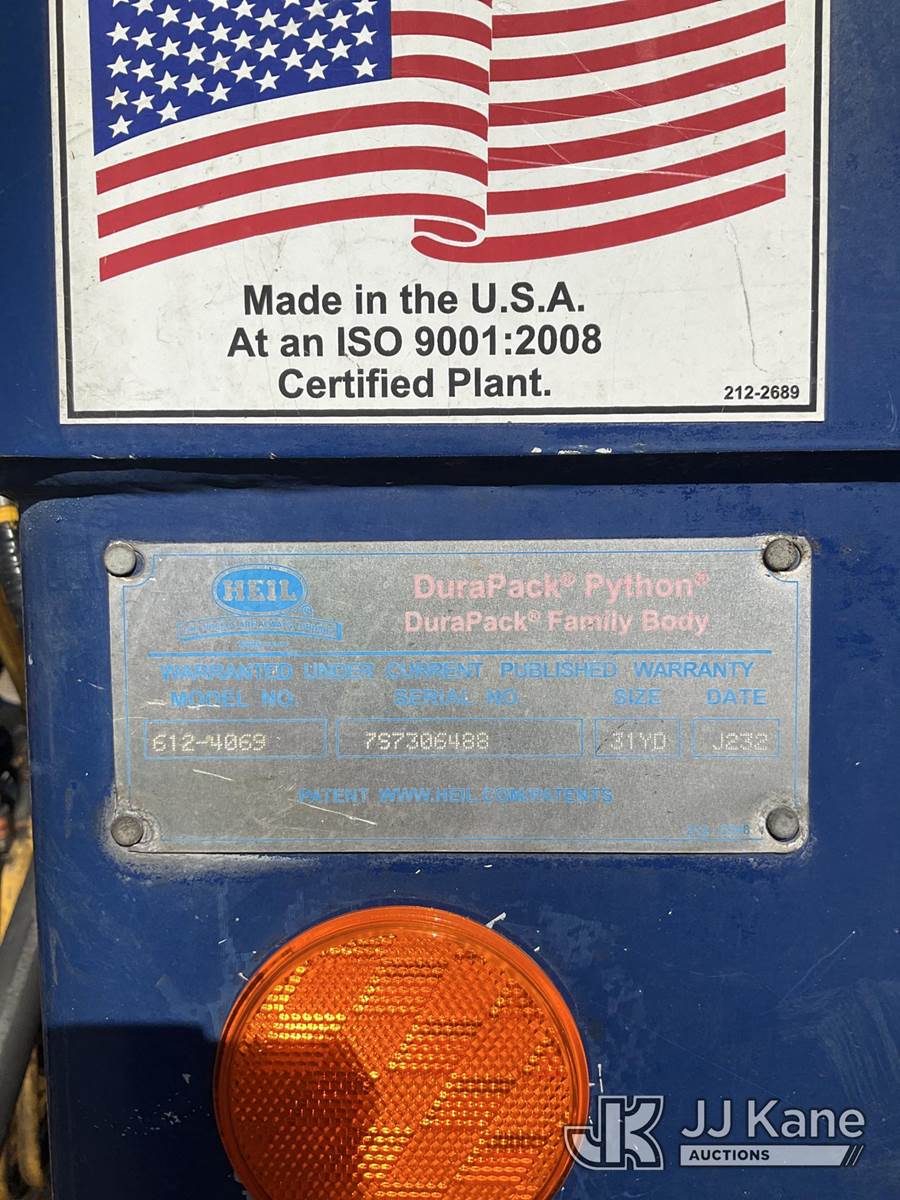 Made in the U.S.A.
At an ISO 9001:2008
Certified Plant.
212-2689
HEIL®
DuraPack® Python®
DuraPack® Family Body
WARRANTED UNDER CURRENT PUBLISHED WARRANTY
MODEL NO. SERIAL NO. SIZE DATE
612-4069 7S7306488 31YD J232
PATENT WWW.HEIL.COM/PATENTS
JK JJ Kane
AUCTIONS